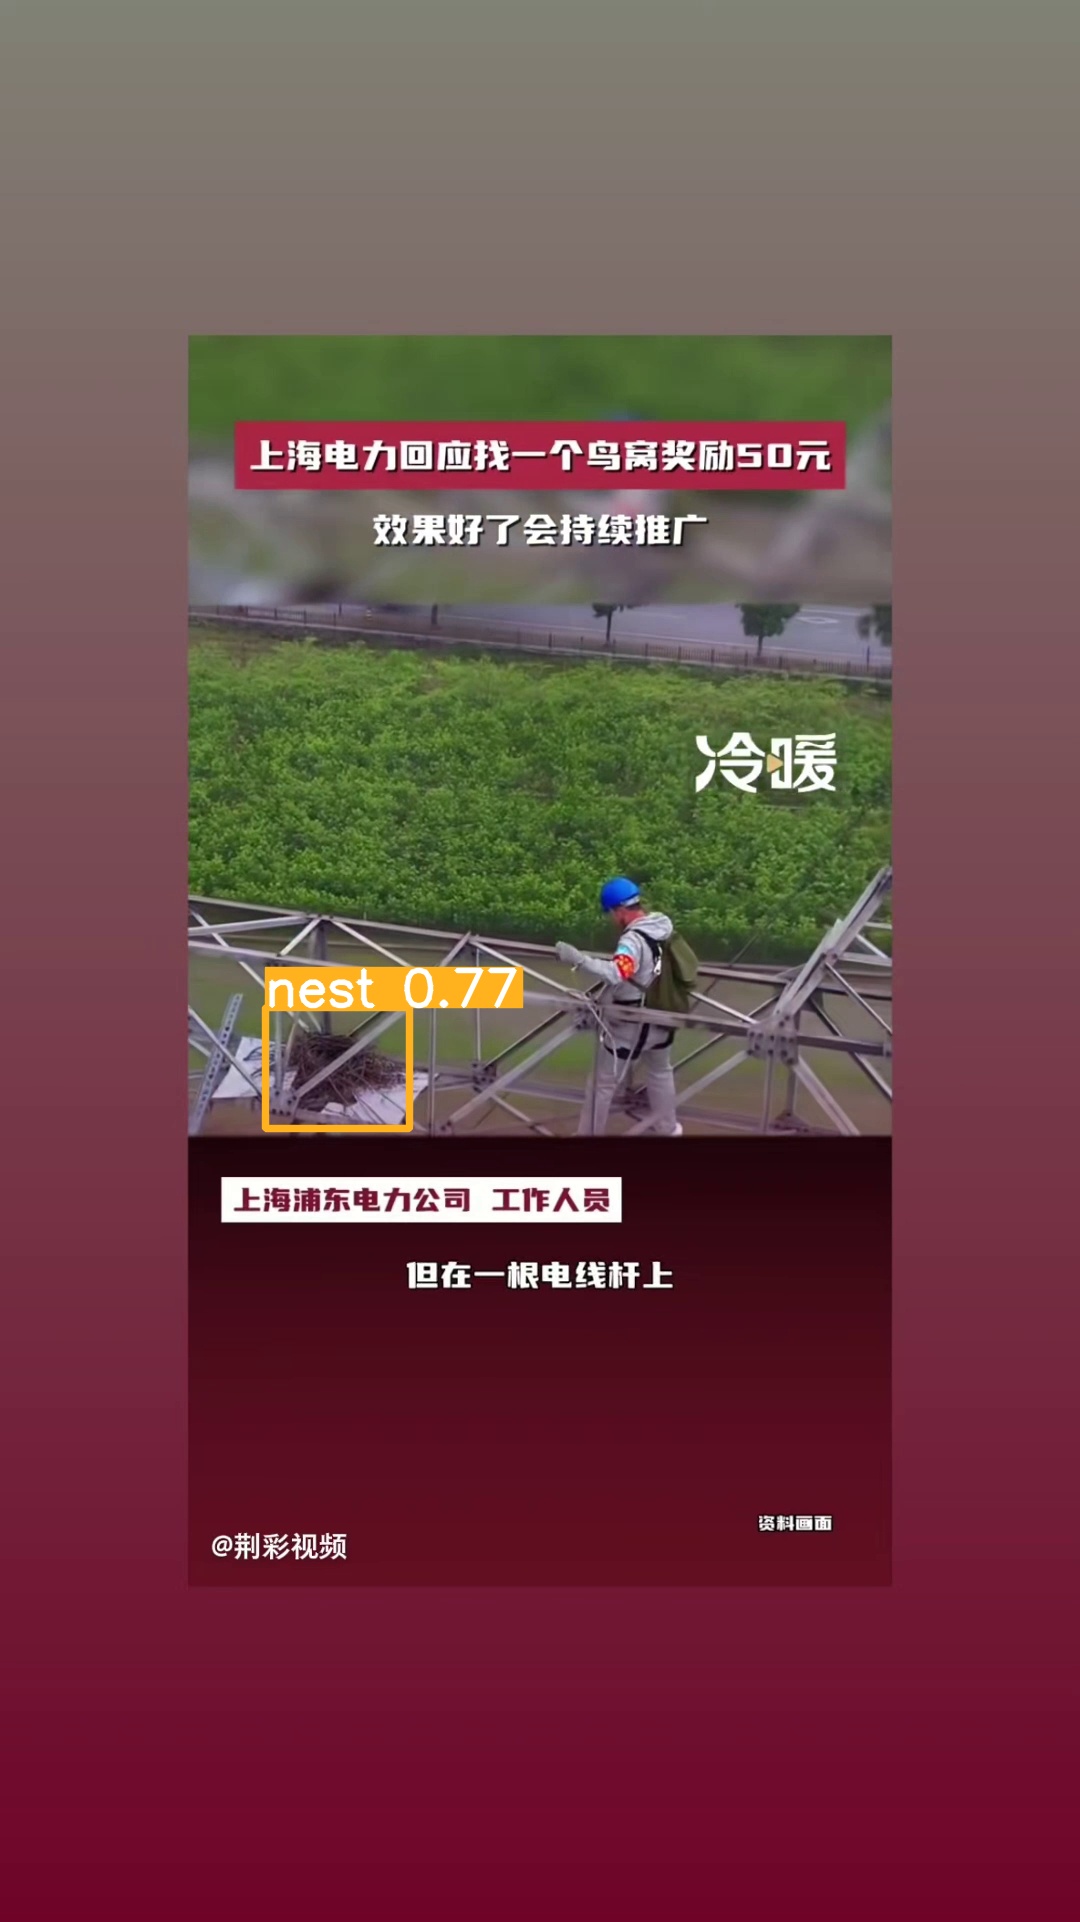 上海电力回应找一个鸟窝奖励50元
效果好了会持续推广
冷暖
nest 0.77
上海浦东电力公司 工作人员
但在一根电线杆上
资料画面
@荆彩视频